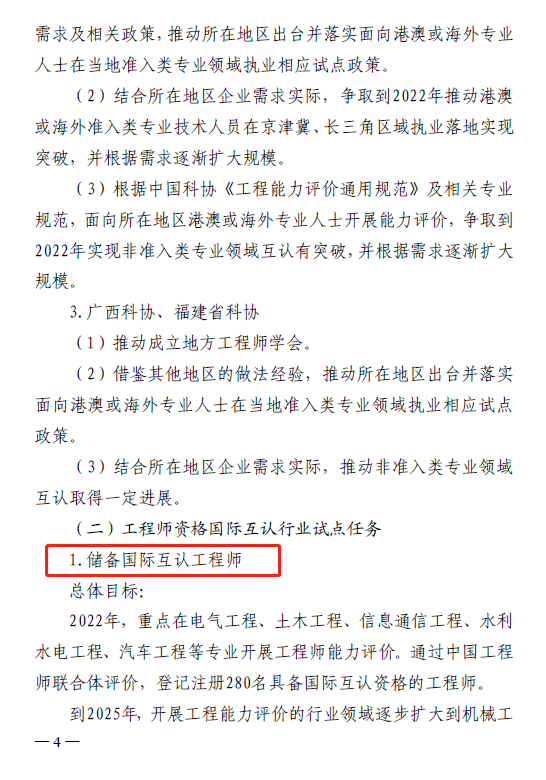 需求及相关政策，推动所在地区出台并落实面向港澳或海外专业
人士在当地准入类专业领域执业相应试点政策。
（2）结合所在地区企业需求实际，争取到2022年推动港澳
或海外准入类专业技术人员在京津冀、长三角区域执业落地实现
突破，并根据需求逐渐扩大规模。
（3）根据中国科协《工程能力评价通用规范》及相关专业
规范，面向所在地区港澳或海外专业人士开展能力评价，争取到
2022年实现非准入类专业领域互认有突破，并根据需求逐渐扩大
规模。
3.广西科协、福建省科协
（1）推动成立地方工程师学会。
（2）借鉴其他地区的做法经验，推动所在地区出台并落实
面向港澳或海外专业人士在当地准入类专业领域执业相应试点
政策。
（3）结合所在地区企业需求实际，推动非准入类专业领域
互认取得一定进展。
（二）工程师资格国际互认行业试点任务
1.储备国际互认工程师
总体目标：
2022年，重点在电气工程、土木工程、信息通信工程、水利
水电工程、汽车工程等专业开展工程师能力评价。通过中国工程
师联合体评价，登记注册280名具备国际互认资格的工程师。
到2025年，开展工程能力评价的行业领域逐步扩大到机械工
— 4 —